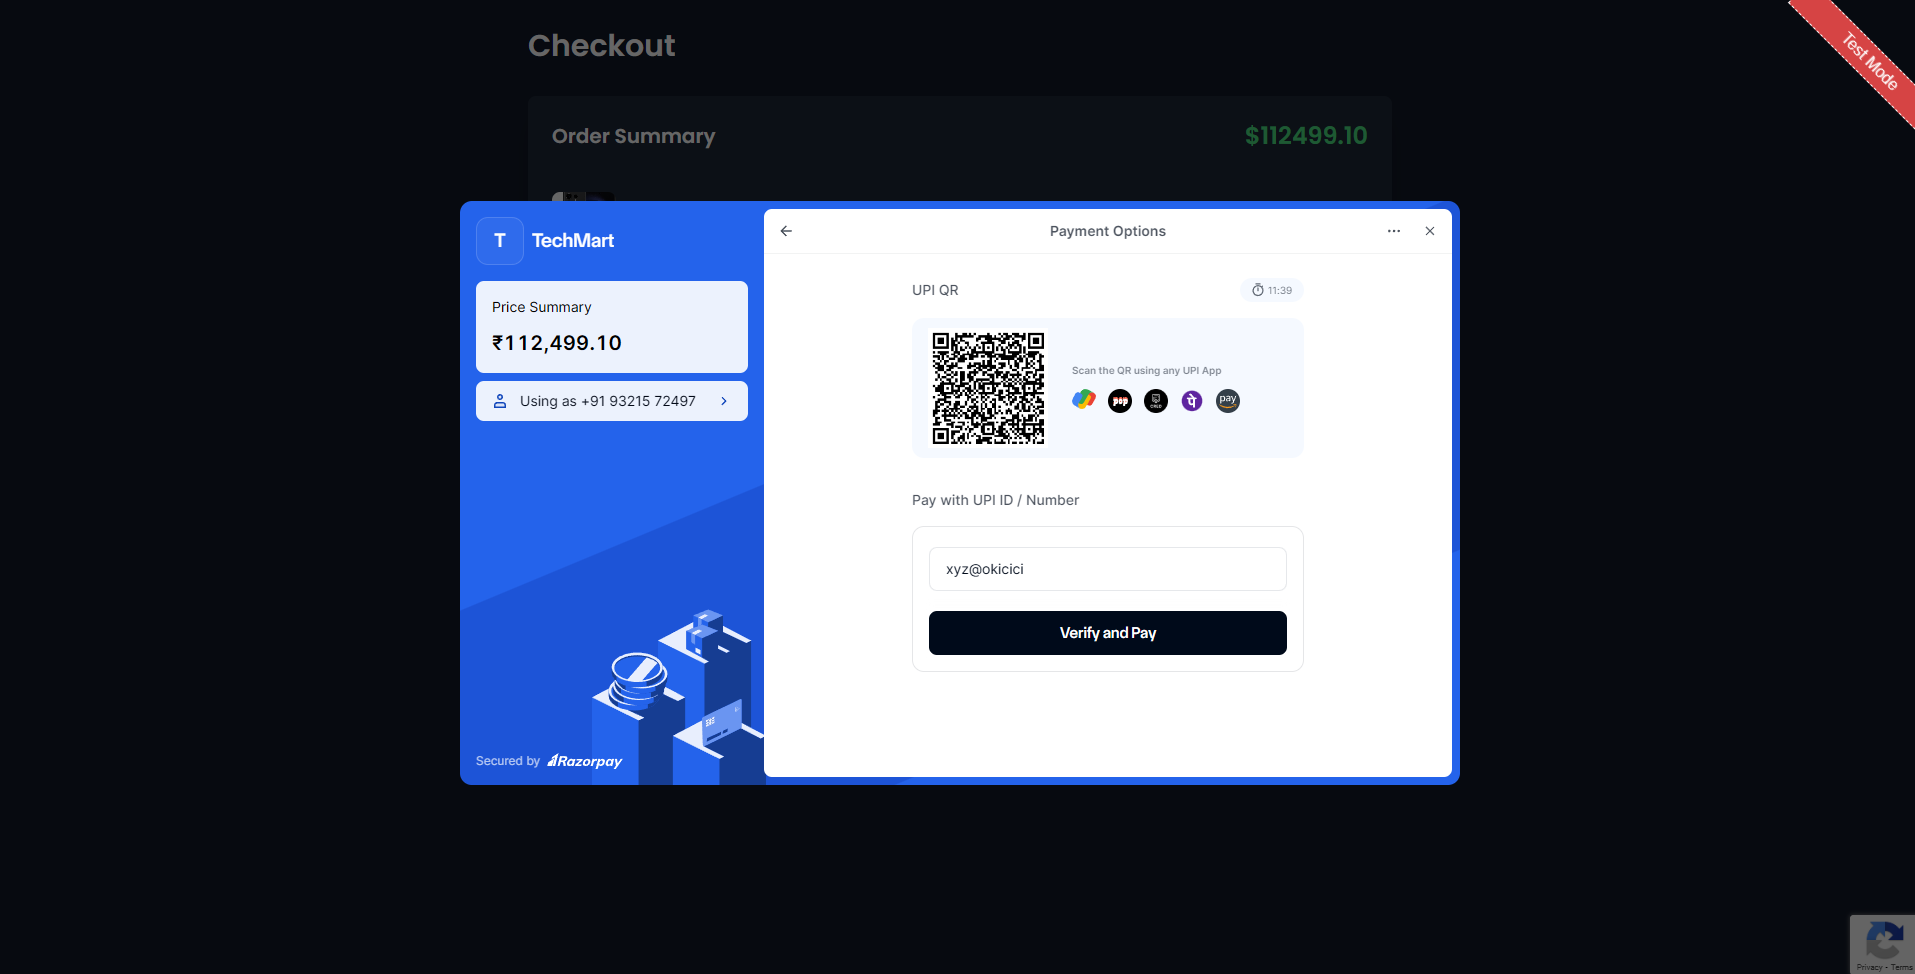 Checkout
Test Mode
Order Summary
$112499.10
T
TechMart
Price Summary
₹112,499.10
Using as +91 93215 72497
Secured by Razorpay
Payment Options
UPI QR
11:39
Scan the QR using any UPI App
pop
CRED
पे
pay
Pay with UPI ID / Number
xyz@okicici
Verify and Pay
Privacy - Terms